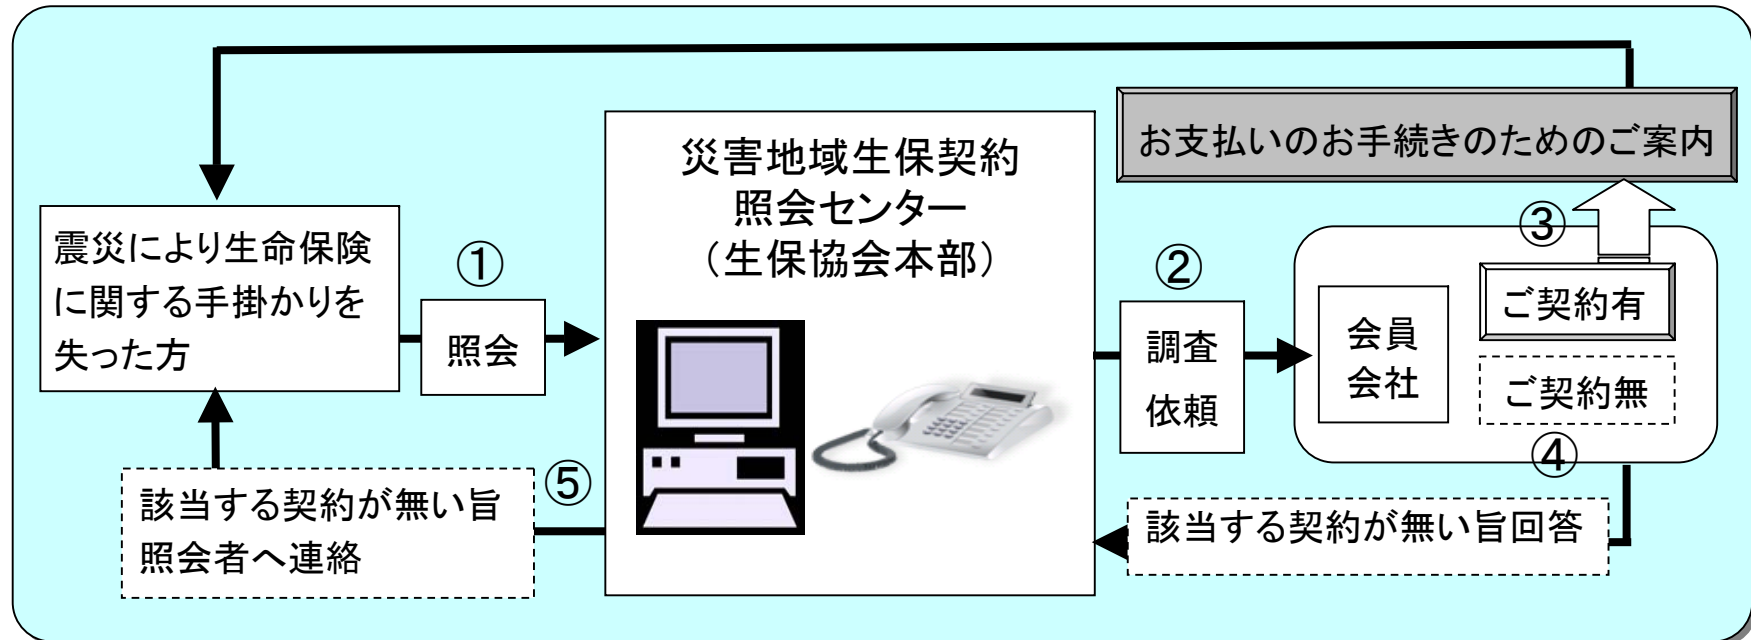 お支払いのお手続きのためのご案内
災害地域生保契約
照会センター
（生保協会本部）
震災により生命保険
に関する手掛かりを
失った方
①
照会
②
調査
依頼
③
会員
会社
ご契約有
ご契約無
④
該当する契約が無い旨回答
⑤
該当する契約が無い旨
照会者へ連絡